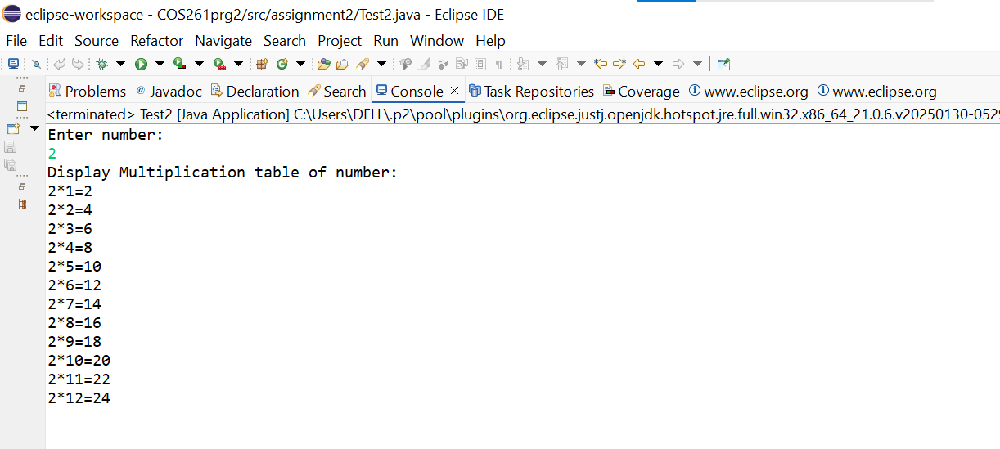 eclipse-workspace - COS261prg2/src/assignment2/Test2.java - Eclipse IDE
File Edit Source Refactor Navigate Search Project Run Window Help
Problems @ Javadoc Declaration Search Console Task Repositories Coverage www.eclipse.org www.eclipse.org
<terminated> Test2 [Java Application] C:\Users\DELL\.p2\pool\plugins\org.eclipse.justj.openjdk.hotspot.jre.full.win32.x86_64_21.0.6.v20250130-0529
Enter number:
2
Display Multiplication table of number:
2*1=2
2*2=4
2*3=6
2*4=8
2*5=10
2*6=12
2*7=14
2*8=16
2*9=18
2*10=20
2*11=22
2*12=24